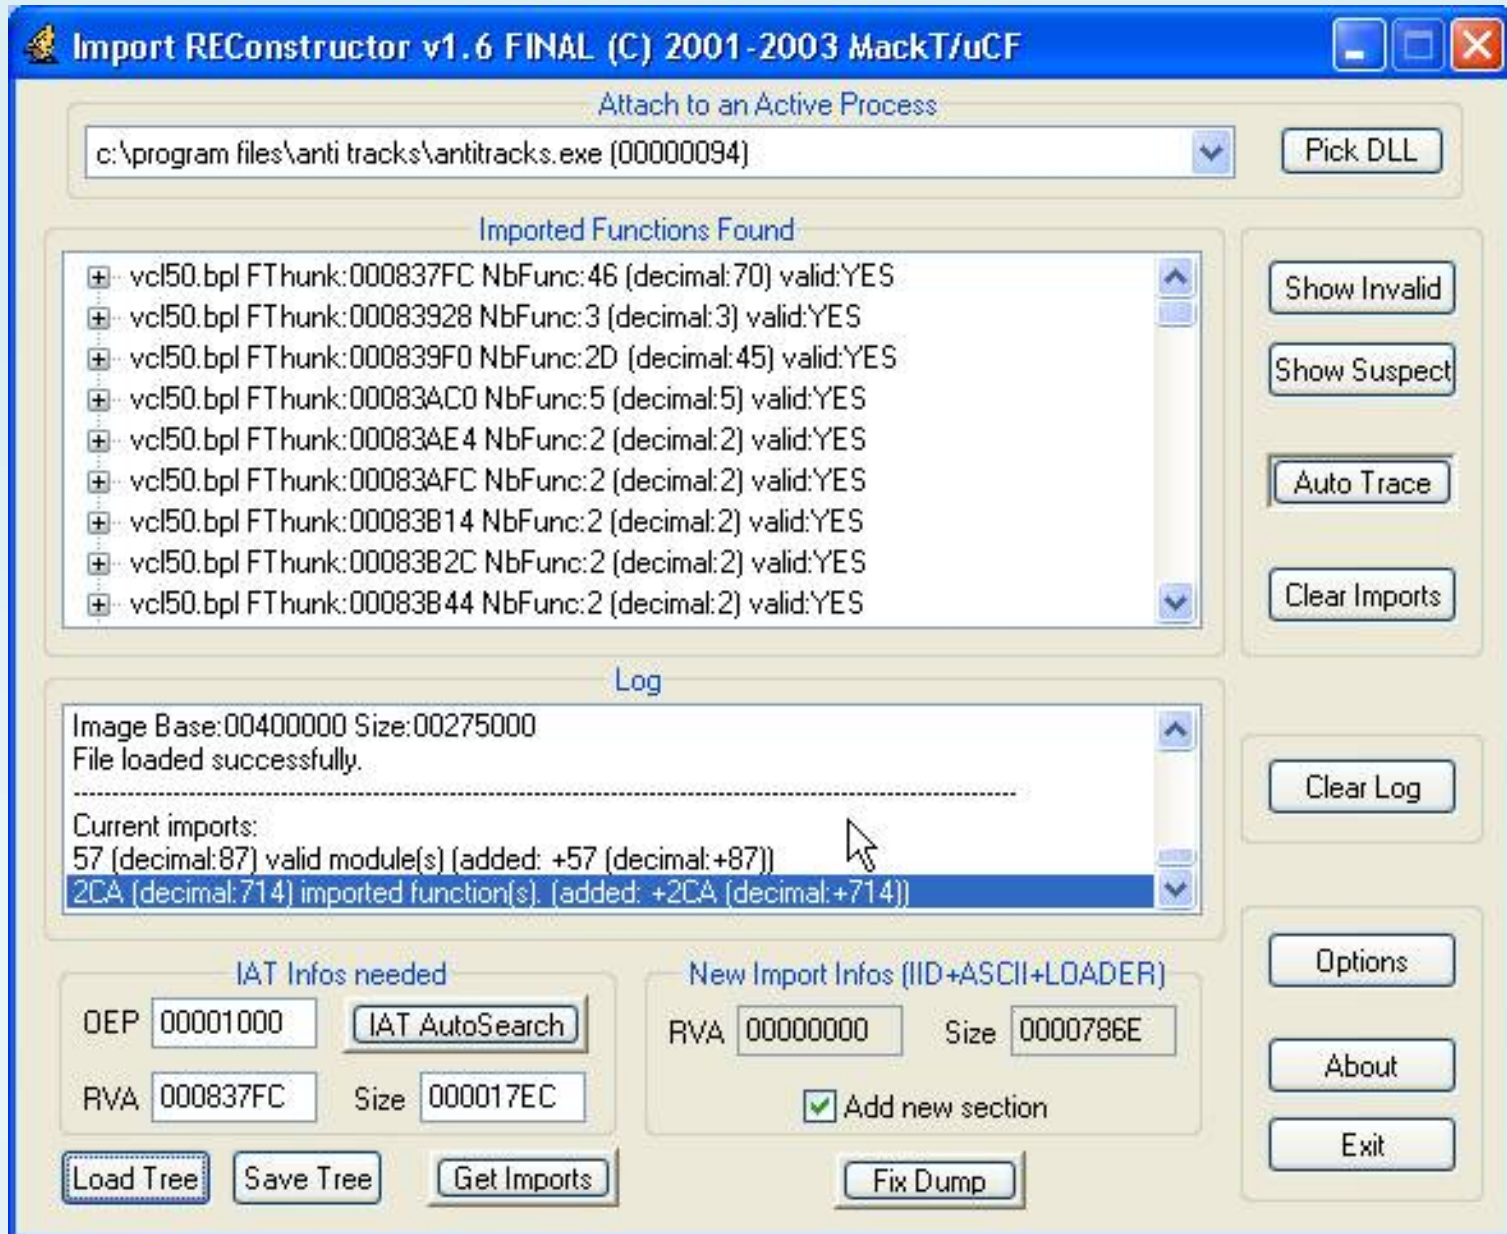 Import REConstructor v1.6 FINAL (C) 2001-2003 MackT/uCF
Attach to an Active Process
c:\program files\anti tracks\antitracks.exe (00000094)
Pick DLL
Imported Functions Found
vcl50.bpl FThunk:000837FC NbFunc:46 (decimal:70) valid:YES
vcl50.bpl FThunk:00083928 NbFunc:3 (decimal:3) valid:YES
vcl50.bpl FThunk:000839F0 NbFunc:2D (decimal:45) valid:YES
vcl50.bpl FThunk:00083AC0 NbFunc:5 (decimal:5) valid:YES
vcl50.bpl FThunk:00083AE4 NbFunc:2 (decimal:2) valid:YES
vcl50.bpl FThunk:00083AFC NbFunc:2 (decimal:2) valid:YES
vcl50.bpl FThunk:00083B14 NbFunc:2 (decimal:2) valid:YES
vcl50.bpl FThunk:00083B2C NbFunc:2 (decimal:2) valid:YES
vcl50.bpl FThunk:00083B44 NbFunc:2 (decimal:2) valid:YES
Show Invalid
Show Suspect
Auto Trace
Clear Imports
Log
Image Base:00400000 Size:00275000
File loaded successfully.
---------------------------------------------------------------------------------------------------------------------
Current imports:
57 (decimal:87) valid module(s) (added: +57 (decimal:+87))
2CA (decimal:714) imported function(s). (added: +2CA (decimal:+714))
Clear Log
IAT Infos needed
OEP 00001000 IAT AutoSearch
RVA 000837FC Size 000017EC
New Import Infos (IID+ASCII+LOADER)
RVA 00000000 Size 0000786E
Add new section
Load Tree Save Tree Get Imports
Fix Dump
Options
About
Exit